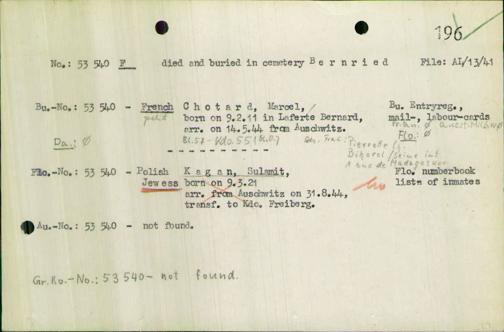 196
No.: 53 540 F died and buried in cemetery B e r n r i e d File: AI/13/41
Bu.-No.: 53 540 - French C h o t a r d, Marcel, Bu. Entryreg.,
born on 9.2.11 in Laferte Bernard, mail-, labour-cards
arr. on 14.5.44 from Auschwitz.
Da.: Ø Flo.: Ø
Flo.-No.: 53 540 - Polish K a g a n, Sulamit, Flo. numberbook
Jewess born on 9.3.21 lists of inmates
arr. from Auschwitz on 31.8.44,
transf. to Kdo. Freiberg.
Au.-No.: 53 540 - not found.
Gr.Ro.-No.: 53 540 - not found.